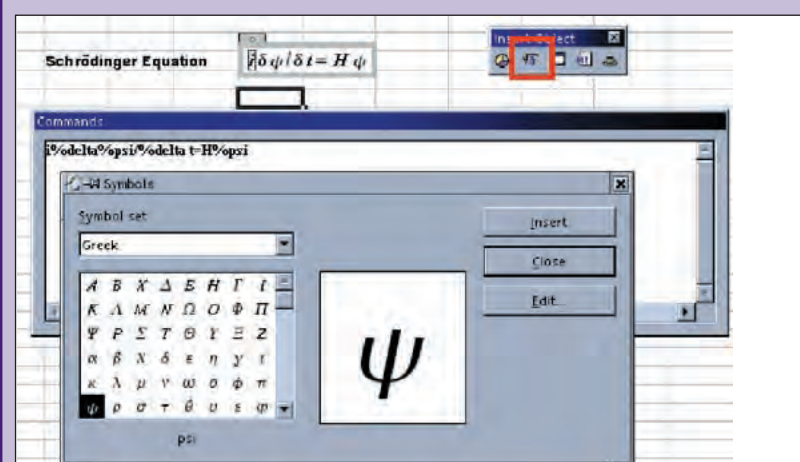 Insert Object
Schrödinger Equation
iδψ/δt=Hψ
Commands
i%delta%psi/%delta t=H%psi
Symbols
Symbol set
Greek
Insert
Close
Edit...
Α Β Χ Δ Ε Η Γ Ι
Κ Λ Μ Ν Ω Ο Φ Π
Ψ Ρ Σ Τ Θ Υ Ξ Ζ
α β χ δ ε η γ ι
κ λ μ ν ω ο φ π
ψ ρ σ τ θ υ ε φ
ψ
psi